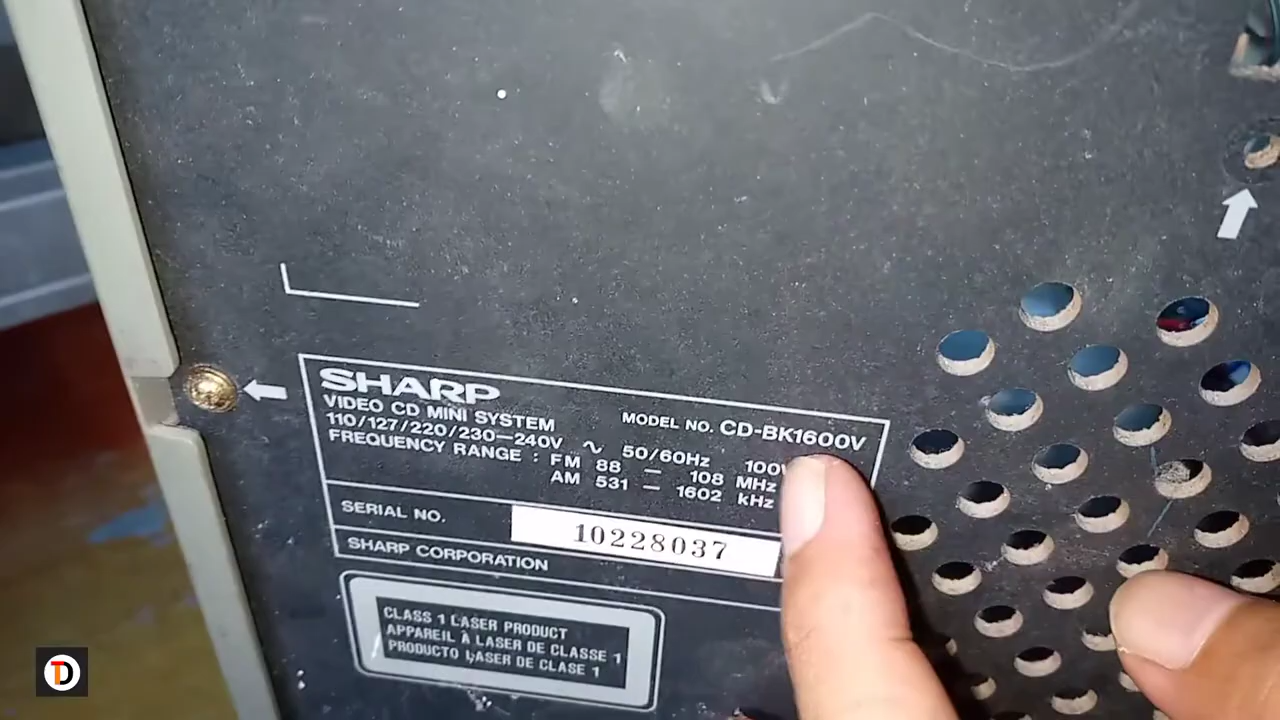 SHARP
VIDEO CD MINI SYSTEM
MODEL NO. CD-BK1600V
110/127/220/230—240V ∿ 50/60Hz 100
FREQUENCY RANGE : FM 88 — 108 MHz
AM 531 — 1602 kHz
SERIAL NO. 10228037
SHARP CORPORATION
CLASS 1 LASER PRODUCT
APPAREIL À LASER DE CLASSE 1
PRODUCTO LASER DE CLASE 1
TD